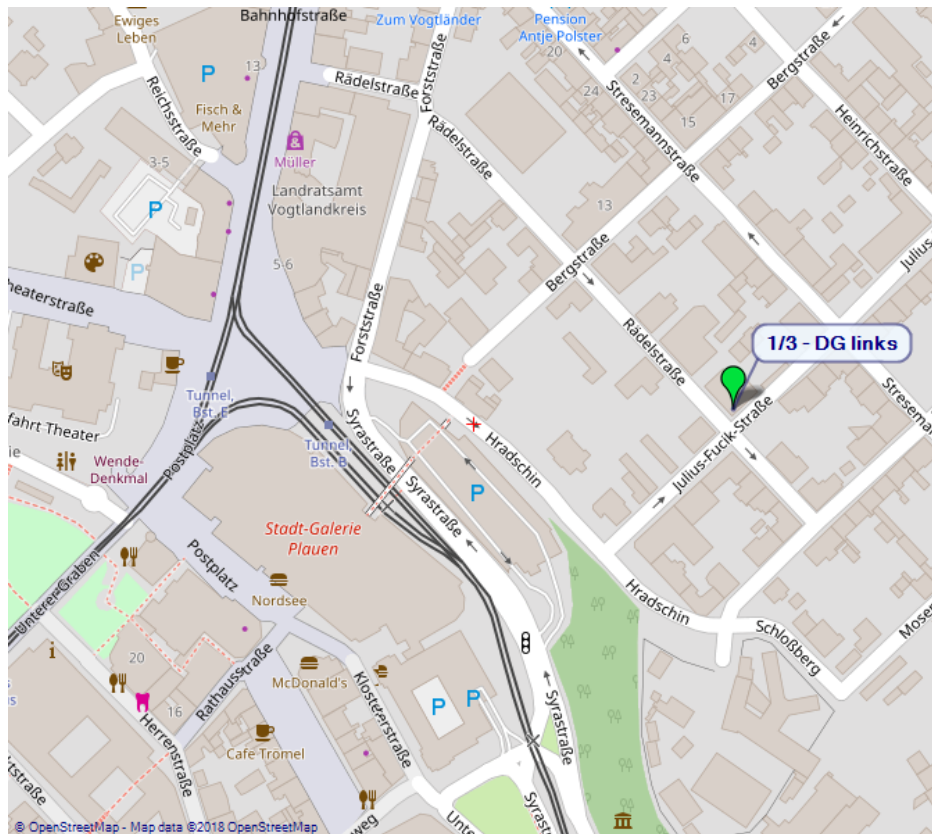 Bahnhofstraße
Ewiges
Leben
Zum Vogtländer
Pension
Antje Polster
20
6
4
4
13
P
Rädelstraße
Forststraße
24
22
2
23
17
15
Bergstraße
Reichsstraße
Fisch &
Mehr
Stresemannstraße
Heinrichstraße
Rädelstraße
3-5
Müller
Landratsamt
Vogtlandkreis
P
13
Bergstraße
Julius
5-6
P
heaterstraße
Forststraße
Rädelstraße
1/3 - DG links
Tunnel,
Bst. E
Stresema
fahrt Theater
Tunnel,
Bst. B
Syrastraße
Hradschin
Julius-Fucik-Straße
Wende-
Denkmal
Postplatz
P
Syrastraße
Stadt-Galerie
Plauen
Unterer Graben
Postplatz
Nordsee
Hradschin
Schloßberg
Moser
i
20
McDonald's
Rathausstraße
Klosterstraße
P
P
Syrastraße
16
Herrenstraße
Cafe Tromel
ktstraße
weg
Unte
Syrast
© OpenStreetMap - Map data ©2018 OpenStreetMap